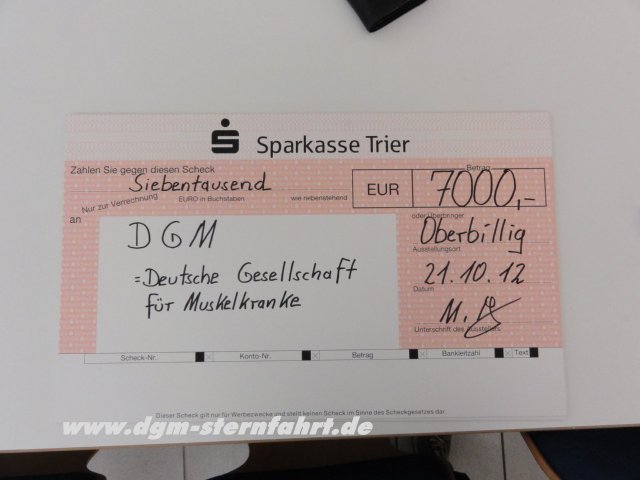 Sparkasse Trier
Zahlen Sie gegen diesen Scheck
Betrag
Siebentausend
EUR
7000,-
Nur zur Verrechnung
EURO in Buchstaben
wie nebenstehend
oder Überbringer
an
DGM
Oberbillig
Ausstellungsort
= Deutsche Gesellschaft
21.10.12
Datum
für Muskelkranke
M.
Unterschrift des Ausstellers
Scheck-Nr.
Konto-Nr.
Betrag
Bankleitzahl
Text
Dieser Scheck gilt nur für Werbezwecke und stellt keinen Scheck im Sinne des Scheckgesetzes dar.
www.dgm-sternfahrt.de